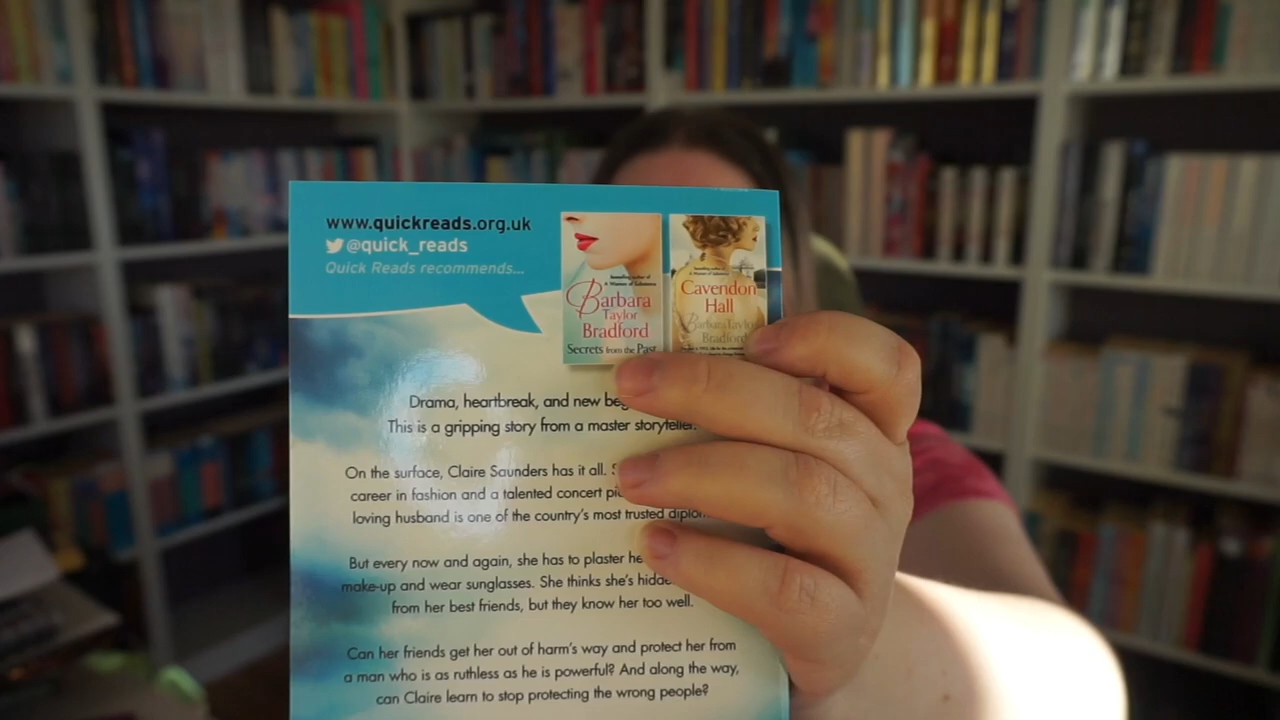 www.quickreads.org.uk
@quick_reads
Quick Reads recommends...
Bestselling author of
A Woman of Substance
Barbara
Taylor
Bradford
Secrets from the Past
Cavendon
Hall
Barbara Taylor
Bradford
Drama, heartbreak, and new
This is a gripping story from a master storyteller.
On the surface, Claire Saunders has it all.
career in fashion and a talented concert
loving husband is one of the country's most trusted
But every now and again, she has to plaster
make-up and wear sunglasses. She thinks she's
from her best friends, but they know her too well.
Can her friends get her out of harm's way and protect her from
a man who is as ruthless as he is powerful? And along the way,
can Claire learn to stop protecting the wrong people?